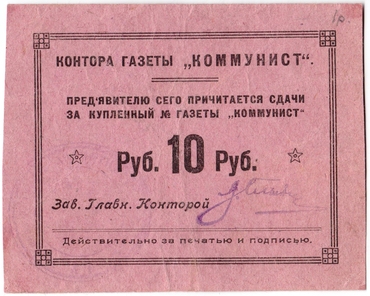 КОНТОРА ГАЗЕТЫ „КОММУНИСТ“.
ПРЕД'ЯВИТЕЛЮ СЕГО ПРИЧИТАЕТСЯ СДАЧИ
ЗА КУПЛЕННЫЙ № ГАЗЕТЫ „КОММУНИСТ“
Руб. 10 Руб.
Зав. Главн. Конторой
Действительно за печатью и подписью.